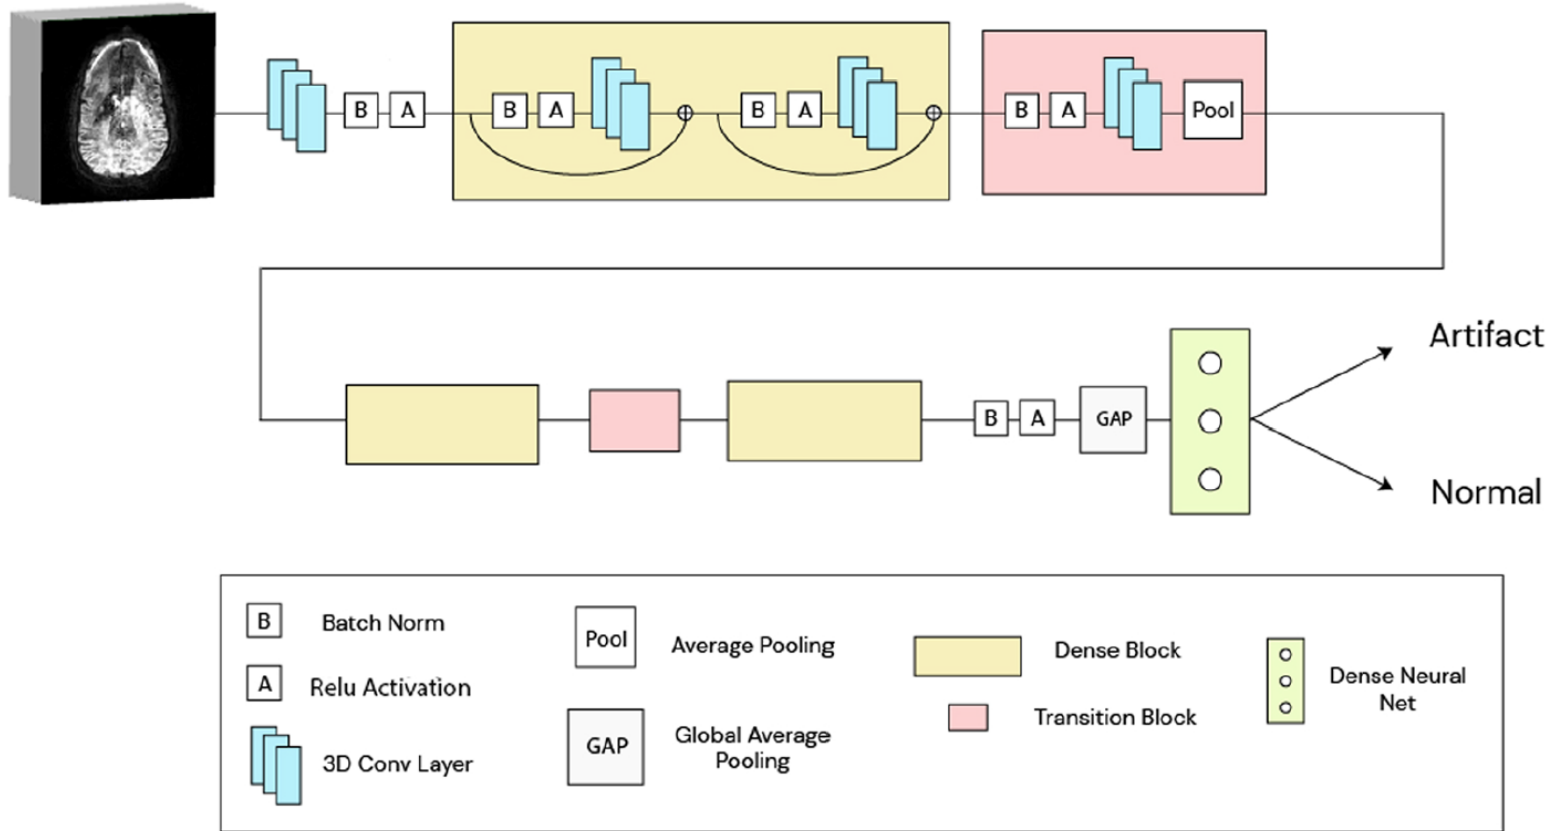 B A B A B A B A Pool
Artifact
B A GAP
Normal
B Batch Norm
A Relu Activation
3D Conv Layer
Pool Average Pooling
GAP Global Average
Pooling
Dense Block
Transition Block
Dense Neural
Net